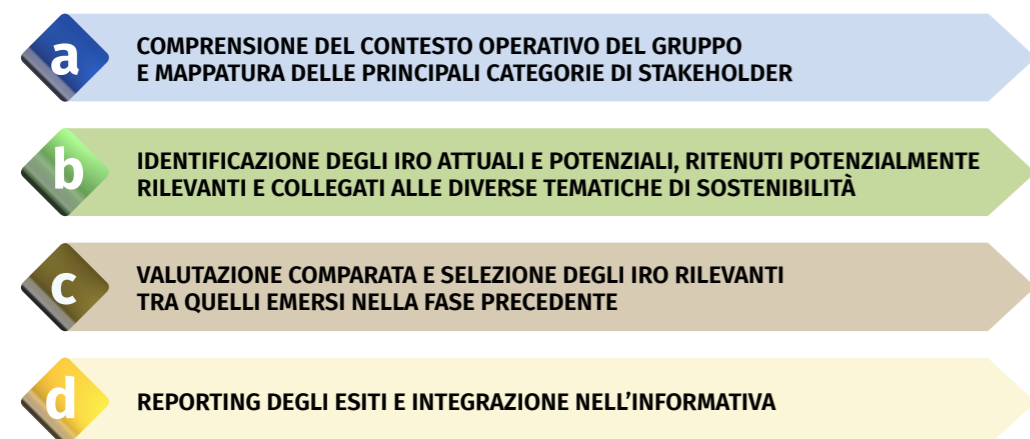 a
COMPRENSIONE DEL CONTESTO OPERATIVO DEL GRUPPO
E MAPPATURA DELLE PRINCIPALI CATEGORIE DI STAKEHOLDER
b
IDENTIFICAZIONE DEGLI IRO ATTUALI E POTENZIALI, RITENUTI POTENZIALMENTE
RILEVANTI E COLLEGATI ALLE DIVERSE TEMATICHE DI SOSTENIBILITÀ
c
VALUTAZIONE COMPARATA E SELEZIONE DEGLI IRO RILEVANTI
TRA QUELLI EMERSI NELLA FASE PRECEDENTE
d
REPORTING DEGLI ESITI E INTEGRAZIONE NELL’INFORMATIVA